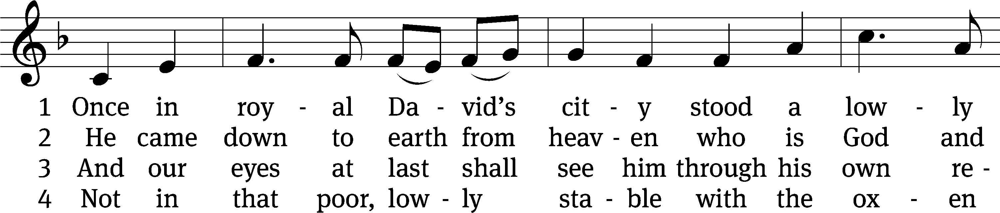 1 Once in roy - al Da - vid’s cit - y stood a low - ly
2 He came down to earth from heav - en who is God and
3 And our eyes at last shall see him through his own re -
4 Not in that poor, low - ly sta - ble with the ox - en